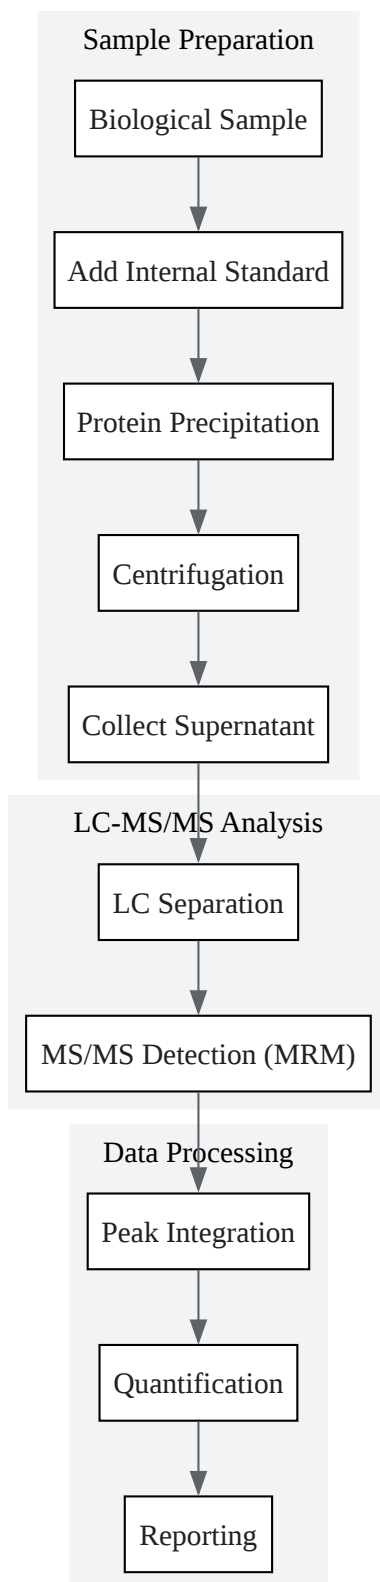 Sample Preparation
Biological Sample
Add Internal Standard
Protein Precipitation
Centrifugation
Collect Supernatant
LC-MS/MS Analysis
LC Separation
MS/MS Detection (MRM)
Data Processing
Peak Integration
Quantification
Reporting